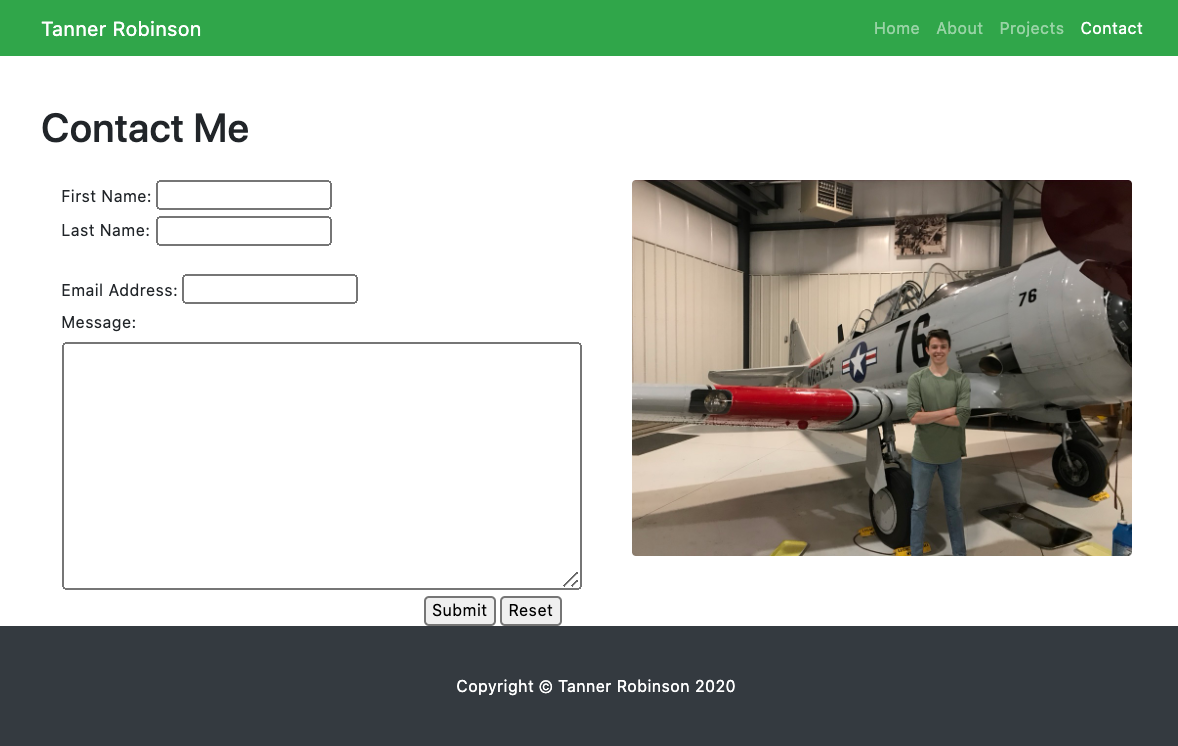 Tanner Robinson
Home About Projects Contact
Contact Me
First Name:
Last Name:
Email Address:
Message:
Submit Reset
76
76
MARINES
Copyright © Tanner Robinson 2020